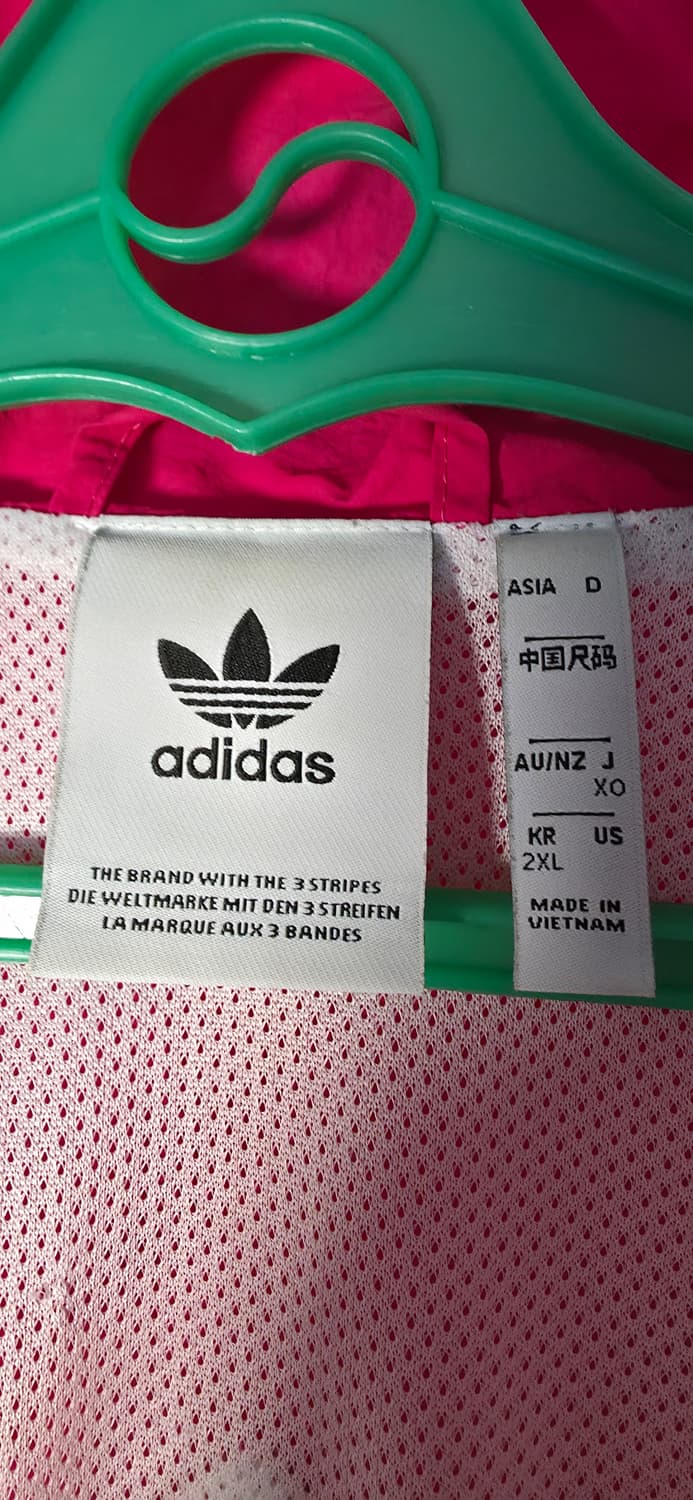 adidas
THE BRAND WITH THE 3 STRIPES
DIE WELTMARKE MIT DEN 3 STREIFEN
LA MARQUE AUX 3 BANDES
ASIA D
中国尺码
AU/NZ J
XO
KR US
2XL
MADE IN
VIETNAM